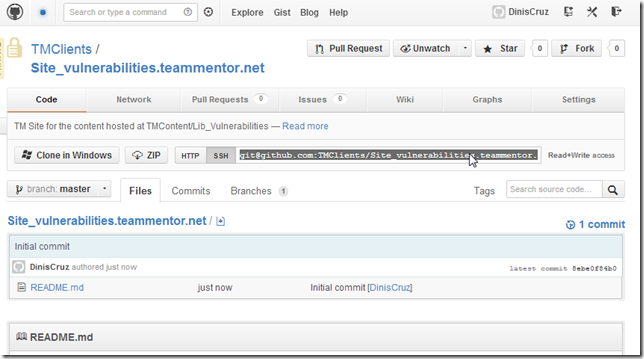 Search or type a command
Explore Gist Blog Help
DinisCruz
TMClients /
Site_vulnerabilities.teammentor.net
Pull Request Unwatch Star 0 Fork 0
Code Network Pull Requests 0 Issues 0 Wiki Graphs Settings
TM Site for the content hosted at TMContent/Lib_Vulnerabilities — Read more
Clone in Windows ZIP HTTP SSH git@github.com:TMClients/Site_vulnerabilities.teammentor. Read+Write access
branch: master Files Commits Branches 1 Tags Search source code...
Site_vulnerabilities.teammentor.net / 1 commit
Initial commit
DinisCruz authored just now latest commit 8ebe0f84b0
README.md just now Initial commit [DinisCruz]
README.md